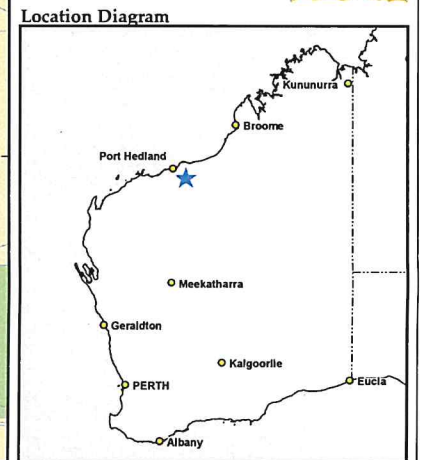 Location Diagram
Kununurra
Broome
Port Hedland
Meekatharra
Geraldton
Kalgoorlie
PERTH
Eucla
Albany